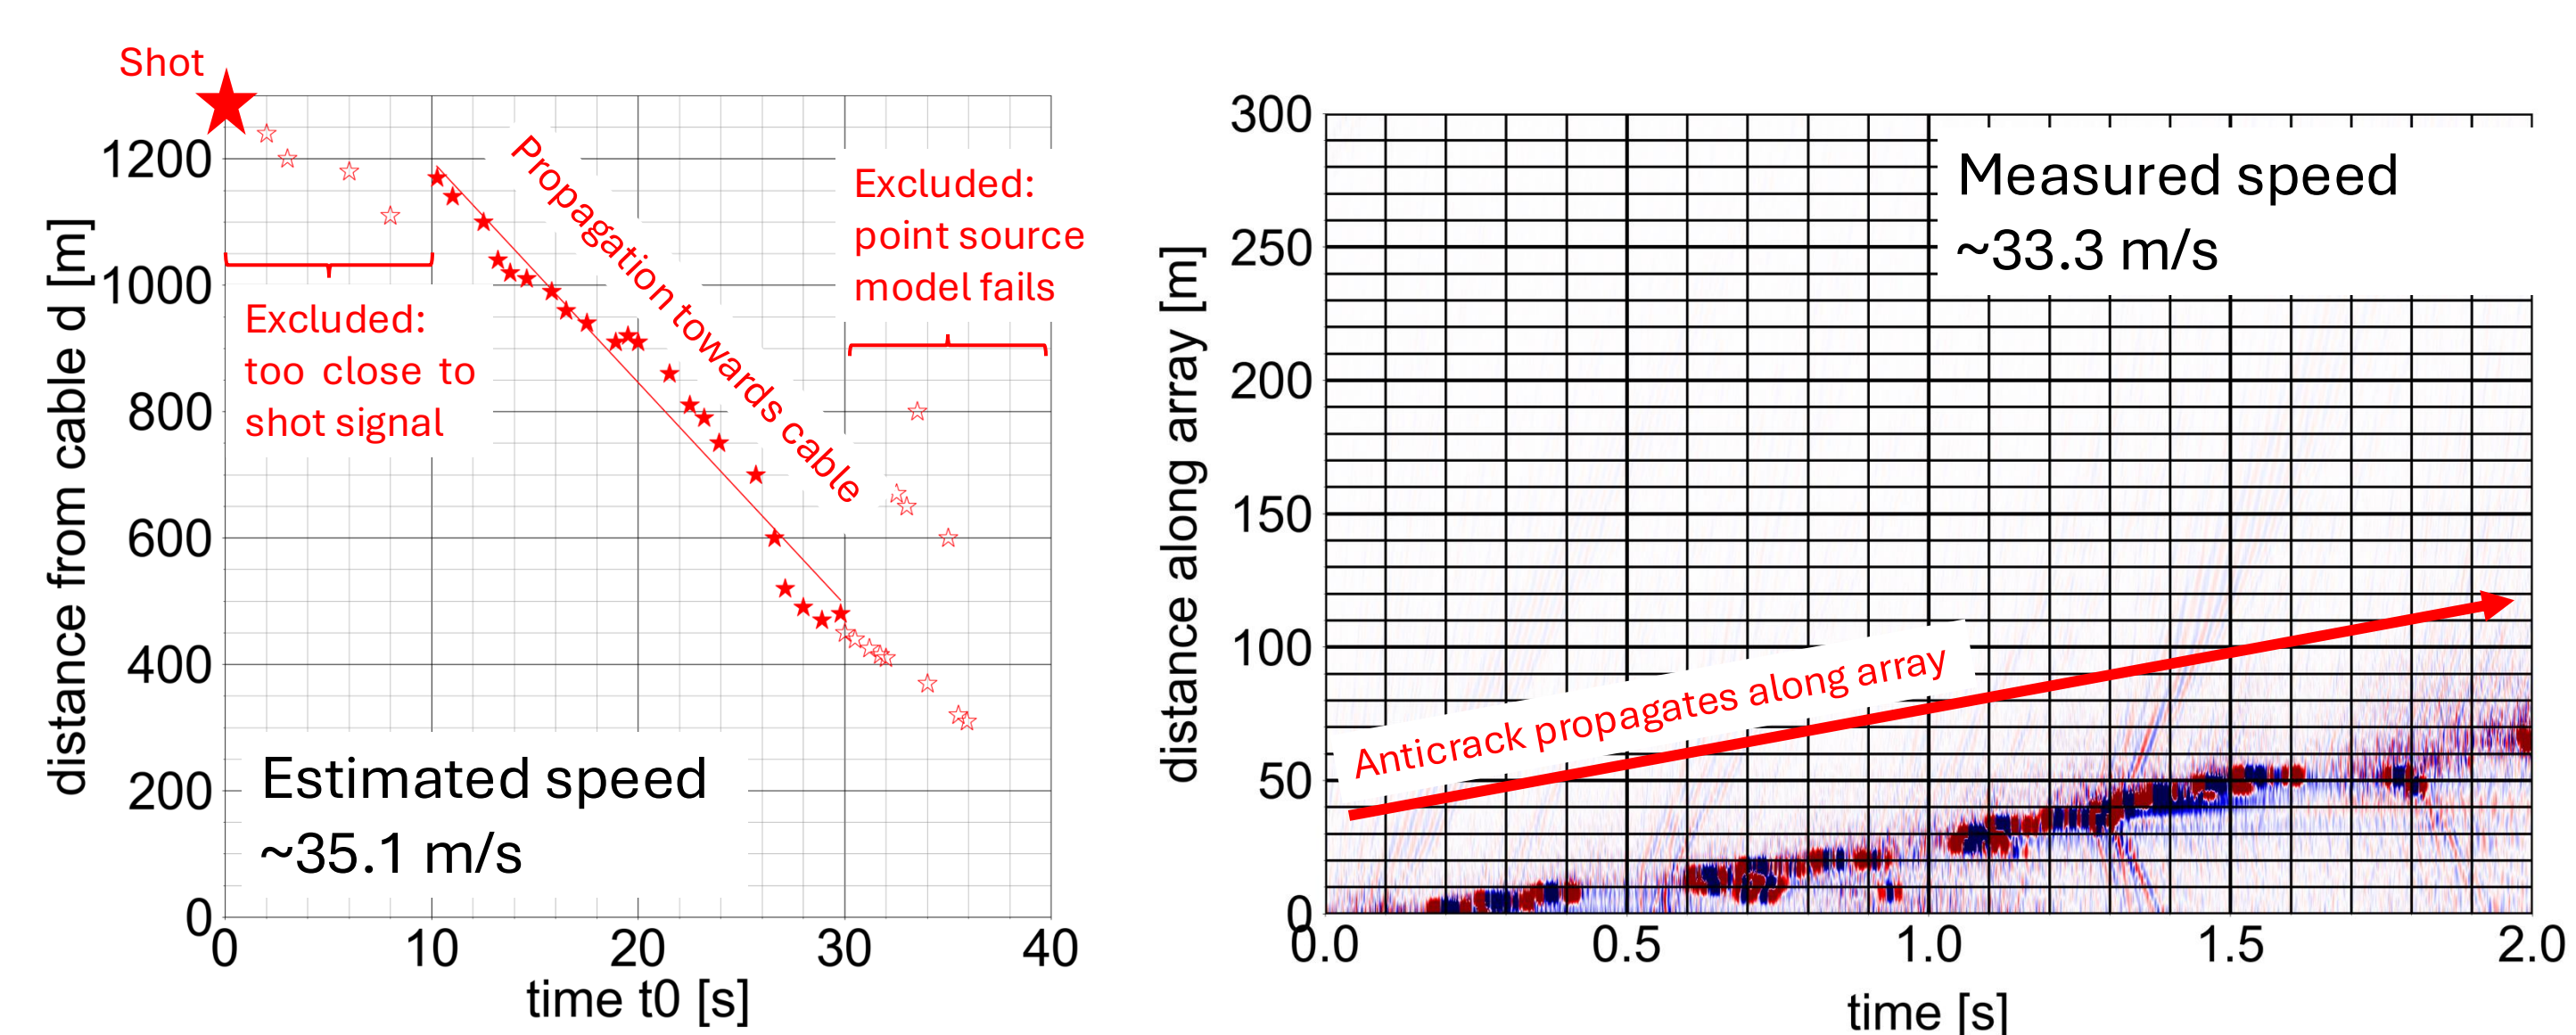 Shot
1200
1000
800
600
400
200
0
distance from cable d [m]
Excluded:
too close to
shot signal
Propagation towards cable
Excluded:
point source
model fails
Estimated speed
~35.1 m/s
0
10
20
30
40
time t0 [s]
300
250
200
150
100
50
0
distance along array [m]
Measured speed
~33.3 m/s
Anticrack propagates along array
0.0
0.5
1.0
1.5
2.0
time [s]